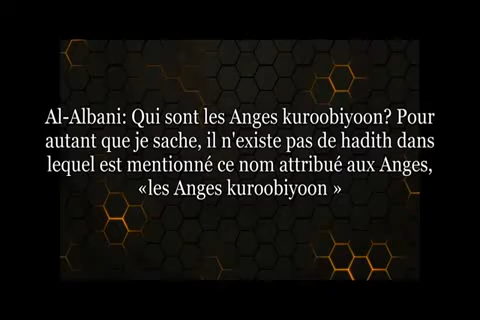 Al-Albani: Qui sont les Anges kuroobiyoon? Pour
autant que je sache, il n'existe pas de hadith dans
lequel est mentionné ce nom attribué aux Anges,
«les Anges kuroobiyoon »